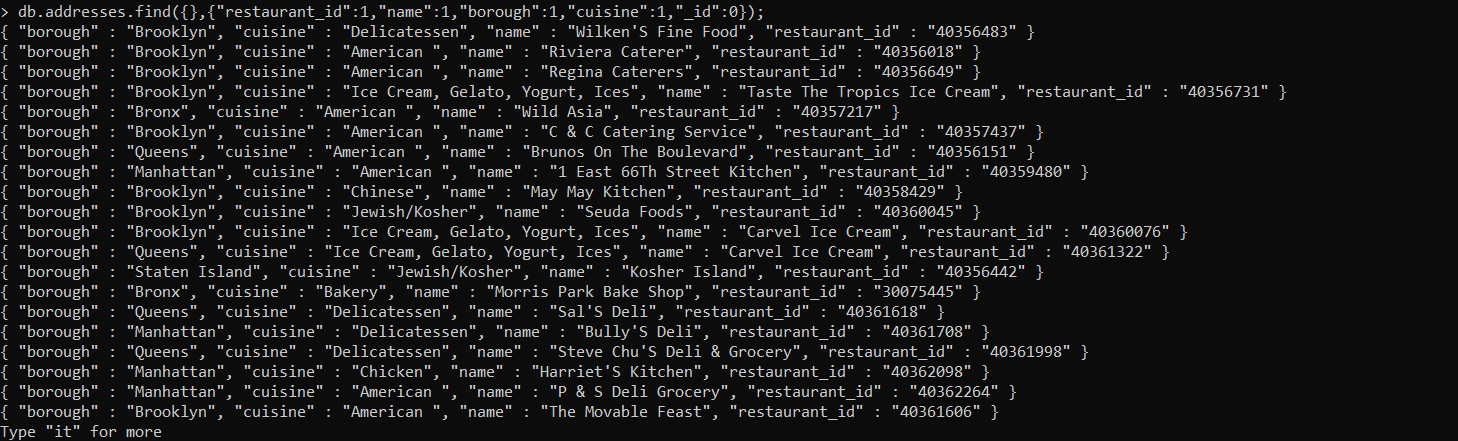 > db.addresses.find({},{"restaurant_id":1,"name":1,"borough":1,"cuisine":1,"_id":0});
{ "borough" : "Brooklyn", "cuisine" : "Delicatessen", "name" : "Wilken'S Fine Food", "restaurant_id" : "40356483" }
{ "borough" : "Brooklyn", "cuisine" : "American ", "name" : "Riviera Caterer", "restaurant_id" : "40356018" }
{ "borough" : "Brooklyn", "cuisine" : "American ", "name" : "Regina Caterers", "restaurant_id" : "40356649" }
{ "borough" : "Brooklyn", "cuisine" : "Ice Cream, Gelato, Yogurt, Ices", "name" : "Taste The Tropics Ice Cream", "restaurant_id" : "40356731" }
{ "borough" : "Bronx", "cuisine" : "American ", "name" : "Wild Asia", "restaurant_id" : "40357217" }
{ "borough" : "Brooklyn", "cuisine" : "American ", "name" : "C & C Catering Service", "restaurant_id" : "40357437" }
{ "borough" : "Queens", "cuisine" : "American ", "name" : "Brunos On The Boulevard", "restaurant_id" : "40356151" }
{ "borough" : "Manhattan", "cuisine" : "American ", "name" : "1 East 66Th Street Kitchen", "restaurant_id" : "40359480" }
{ "borough" : "Brooklyn", "cuisine" : "Chinese", "name" : "May May Kitchen", "restaurant_id" : "40358429" }
{ "borough" : "Brooklyn", "cuisine" : "Jewish/Kosher", "name" : "Seuda Foods", "restaurant_id" : "40360045" }
{ "borough" : "Brooklyn", "cuisine" : "Ice Cream, Gelato, Yogurt, Ices", "name" : "Carvel Ice Cream", "restaurant_id" : "40360076" }
{ "borough" : "Queens", "cuisine" : "Ice Cream, Gelato, Yogurt, Ices", "name" : "Carvel Ice Cream", "restaurant_id" : "40361322" }
{ "borough" : "Staten Island", "cuisine" : "Jewish/Kosher", "name" : "Kosher Island", "restaurant_id" : "40356442" }
{ "borough" : "Bronx", "cuisine" : "Bakery", "name" : "Morris Park Bake Shop", "restaurant_id" : "30075445" }
{ "borough" : "Queens", "cuisine" : "Delicatessen", "name" : "Sal'S Deli", "restaurant_id" : "40361618" }
{ "borough" : "Manhattan", "cuisine" : "Delicatessen", "name" : "Bully'S Deli", "restaurant_id" : "40361708" }
{ "borough" : "Queens", "cuisine" : "Delicatessen", "name" : "Steve Chu'S Deli & Grocery", "restaurant_id" : "40361998" }
{ "borough" : "Manhattan", "cuisine" : "Chicken", "name" : "Harriet'S Kitchen", "restaurant_id" : "40362098" }
{ "borough" : "Manhattan", "cuisine" : "American ", "name" : "P & S Deli Grocery", "restaurant_id" : "40362264" }
{ "borough" : "Brooklyn", "cuisine" : "American ", "name" : "The Movable Feast", "restaurant_id" : "40361606" }
Type "it" for more